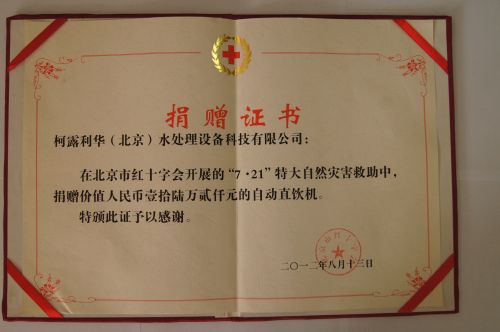 捐赠证书
柯露利华（北京）水处理设备科技有限公司：
在北京市红十字会开展的“7·21”特大自然灾害救助中，
捐赠价值人民币壹拾陆万贰仟元的自动直饮机。
特颁此证予以感谢。
二〇一二年八月十三日